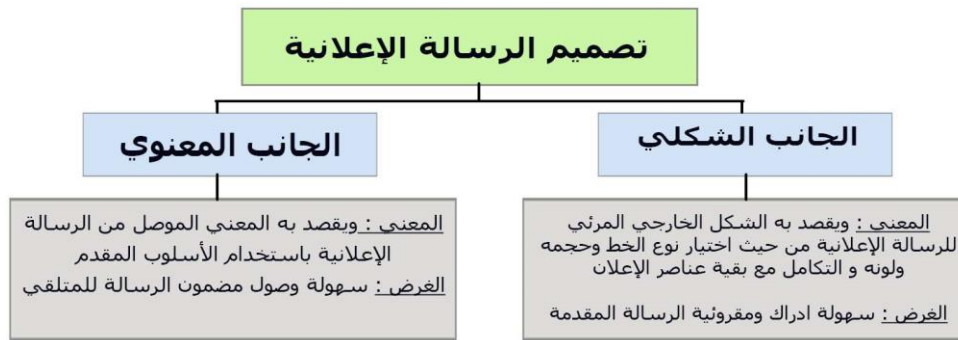 تصميم الرسالة الإعلانية
الجانب الشكلي
المعنى : ويقصد به الشكل الخارجي المرئي
للرسالة الإعلانية من حيث اختيار نوع الخط وحجمه
ولونه و التكامل مع بقية عناصر الإعلان
الغرض : سهولة ادراك ومقروئية الرسالة المقدمة
الجانب المعنوي
المعنى : ويقصد به المعني الموصل من الرسالة
الإعلانية باستخدام الأسلوب المقدم
الغرض : سهولة وصول مضمون الرسالة للمتلقي